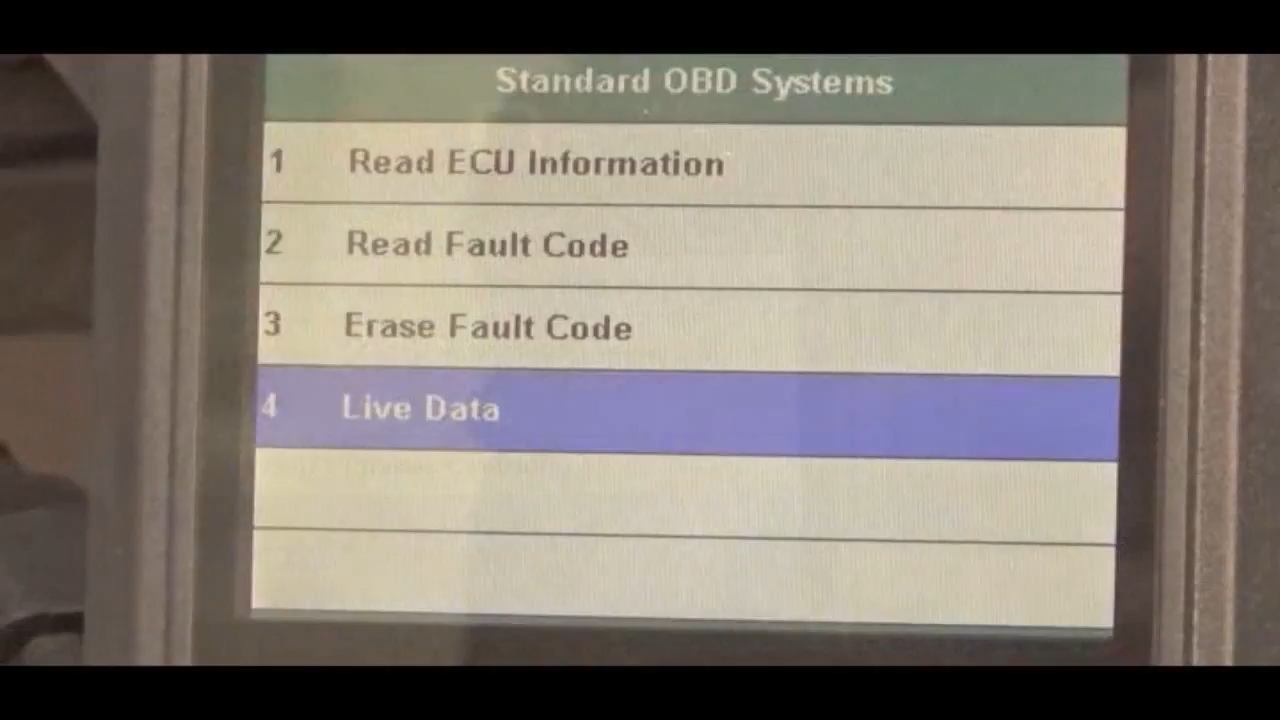 Standard OBD Systems
1 Read ECU Information
2 Read Fault Code
3 Erase Fault Code
4 Live Data